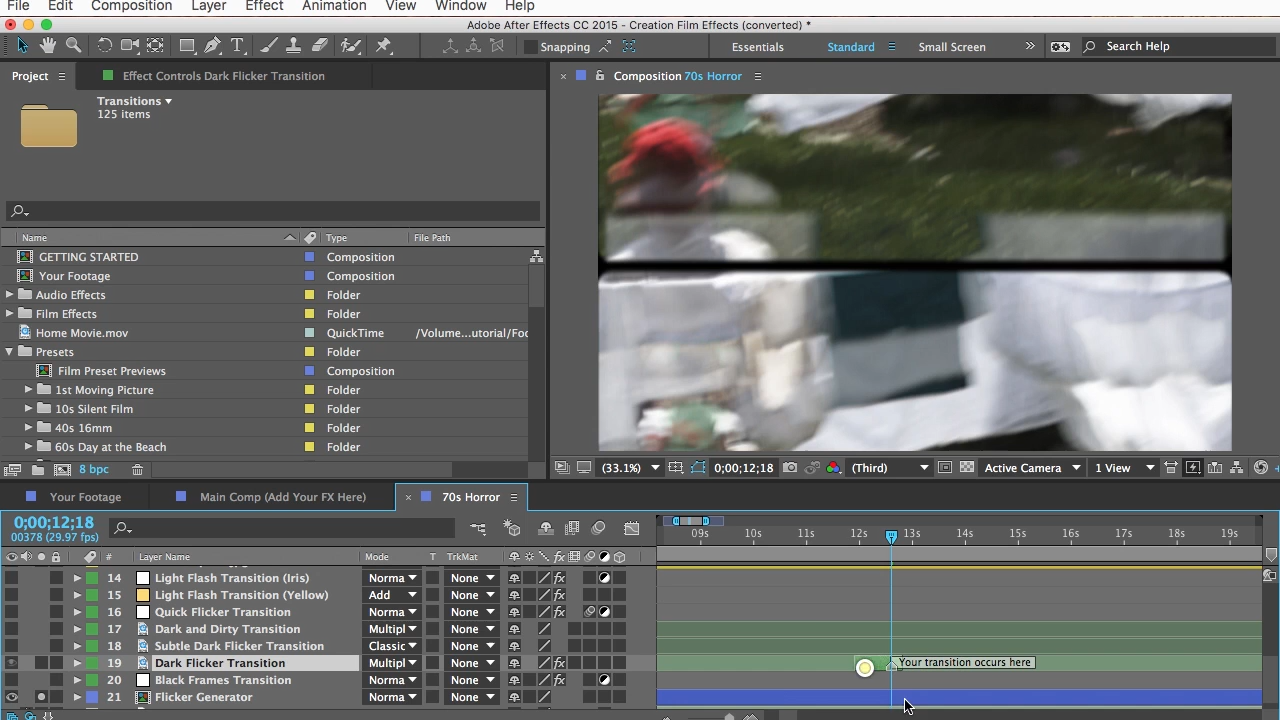 File Edit Composition Layer Effect Animation View Window Help
Adobe After Effects CC 2015 - Creation Film Effects (converted) *
T Snapping Essentials Standard Small Screen » Search Help
Project Effect Controls Dark Flicker Transition
× Composition 70s Horror
Transitions
125 items
Name Type File Path
GETTING STARTED Composition
Your Footage Composition
Audio Effects Folder
Film Effects Folder
Home Movie.mov QuickTime /Volume...utorial/Foo
Presets Folder
Film Preset Previews Composition
1st Moving Picture Folder
10s Silent Film Folder
40s 16mm Folder
60s Day at the Beach Folder
8 bpc
(33.1%) 0;00;12;18 (Third) Active Camera 1 View
Your Footage Main Comp (Add Your FX Here) × 70s Horror
0;00;12;18
00378 (29.97 fps)
09s 10s 11s 12s 13s 14s 15s 16s 17s 18s 19s
# Layer Name Mode T TrkMat
14 Light Flash Transition (Iris) Norma None fx
15 Light Flash Transition (Yellow) Add None fx
16 Quick Flicker Transition Norma None fx
17 Dark and Dirty Transition Multipl None
18 Subtle Dark Flicker Transition Classic None
19 Dark Flicker Transition Multipl None fx Your transition occurs here
20 Black Frames Transition Norma None fx
21 Flicker Generator Norma None